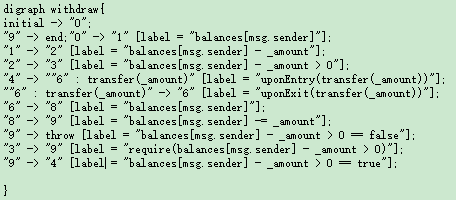 digraph withdraw{
initial -> "0";
"9" -> end;"0" -> "1" [label = "balances[msg.sender]"];
"1" -> "2" [label = "balances[msg.sender] - _amount"];
"2" -> "3" [label = "balances[msg.sender] - _amount > 0"];
"4" -> ""6" : transfer(_amount)" [label = "uponEntry(transfer(_amount))"];
""6" : transfer(_amount)" -> "6" [label = "uponExit(transfer(_amount))"];
"6" -> "8" [label = "balances[msg.sender]"];
"8" -> "9" [label = "balances[msg.sender] -= _amount"];
"9" -> throw [label = "balances[msg.sender] - _amount > 0 == false"];
"3" -> "9" [label = "require(balances[msg.sender] - _amount > 0)"];
"9" -> "4" [label = "balances[msg.sender] - _amount > 0 == true"];
}